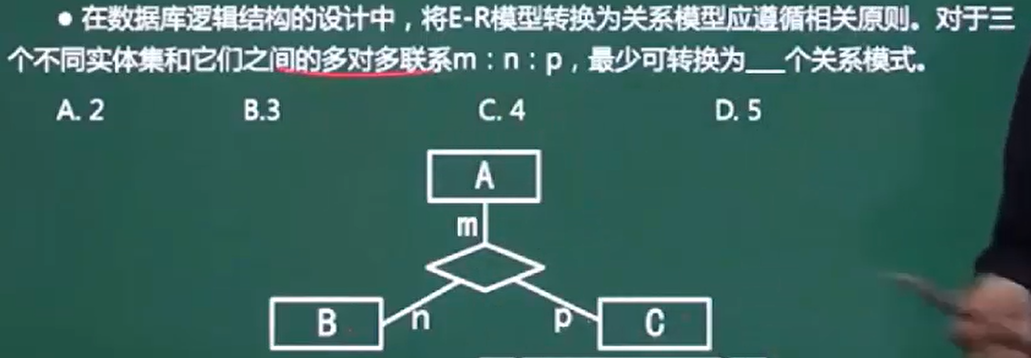 ● 在数据库逻辑结构的设计中，将E-R模型转换为关系模型应遵循相关原则。对于三
个不同实体集和它们之间的多对多联系m：n：p，最少可转换为___个关系模式。
A. 2 B.3 C. 4 D. 5
A
m
B n p C